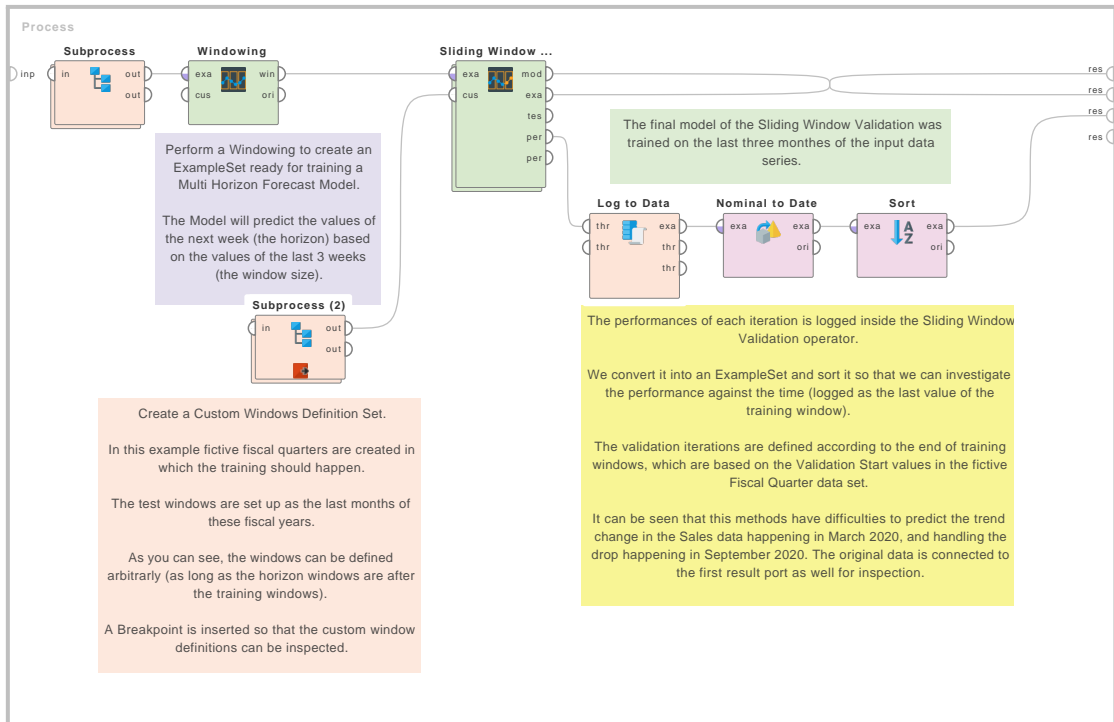 Process
inp
Subprocess
in out
out
Windowing
exa win
cus ori
Sliding Window ...
exa mod
cus exa
tes
per
per
res
res
res
res
Perform a Windowing to create an
ExampleSet ready for training a
Multi Horizon Forecast Model.
The Model will predict the values of
the next week (the horizon) based
on the values of the last 3 weeks
(the window size).
The final model of the Sliding Window Validation was
trained on the last three monthes of the input data
series.
Log to Data
thr exa
thr thr
thr
Nominal to Date
exa exa
ori
Sort
exa exa
ori
Subprocess (2)
in out
out
The performances of each iteration is logged inside the Sliding Window
Validation operator.
We convert it into an ExampleSet and sort it so that we can investigate
the performance against the time (logged as the last value of the
training window).
The validation iterations are defined according to the end of training
windows, which are based on the Validation Start values in the fictive
Fiscal Quarter data set.
It can be seen that this methods have difficulties to predict the trend
change in the Sales data happening in March 2020, and handling the
drop happening in September 2020. The original data is connected to
the first result port as well for inspection.
Create a Custom Windows Definition Set.
In this example fictive fiscal quarters are created in
which the training should happen.
The test windows are set up as the last months of
these fiscal years.
As you can see, the windows can be defined
arbitrarly (as long as the horizon windows are after
the training windows).
A Breakpoint is inserted so that the custom window
definitions can be inspected.